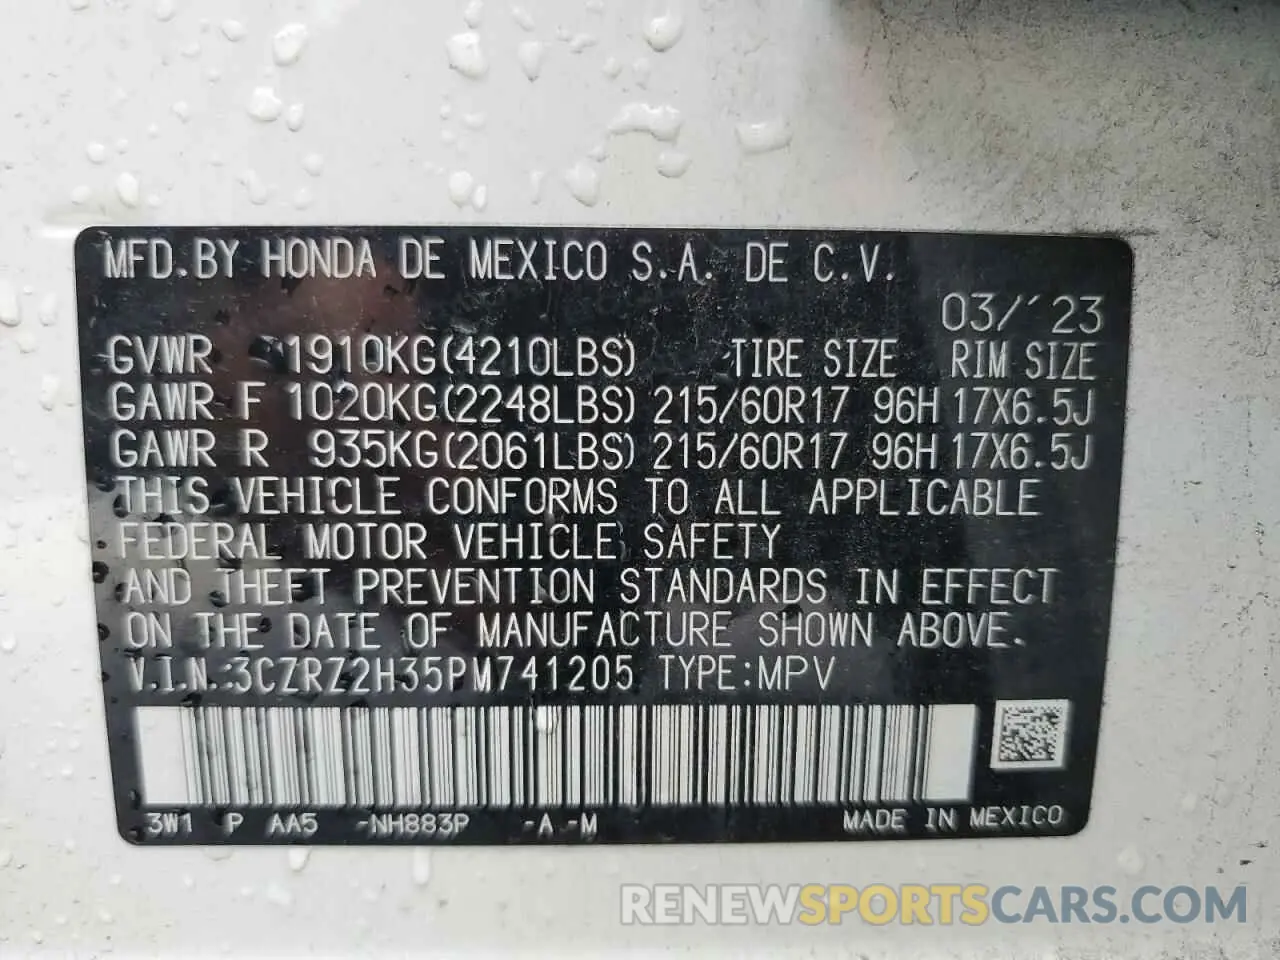 MFD.BY HONDA DE MEXICO S.A. DE C.V.
03/'23
GVWR 1910KG(4210LBS) TIRE SIZE RIM SIZE
GAWR F 1020KG(2248LBS) 215/60R17 96H 17X6.5J
GAWR R 935KG(2061LBS) 215/60R17 96H 17X6.5J
THIS VEHICLE CONFORMS TO ALL APPLICABLE
FEDERAL MOTOR VEHICLE SAFETY
AND THEFT PREVENTION STANDARDS IN EFFECT
ON THE DATE OF MANUFACTURE SHOWN ABOVE.
V.I.N.:3CZRZ2H35PM741205 TYPE:MPV
3W1 P AA5 -NH883P -A -M MADE IN MEXICO
RENEWSPORTSCARS.COM